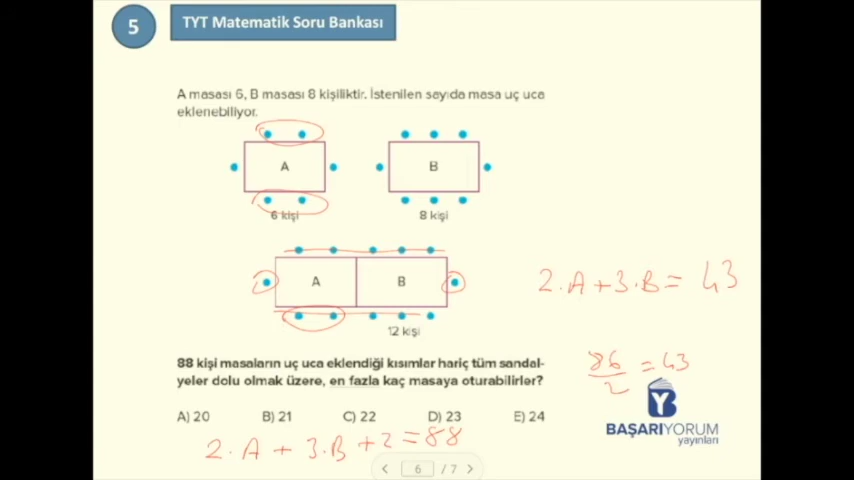 5
TYT Matematik Soru Bankası
A masası 6, B masası 8 kişiliktir. İstenilen sayıda masa uç uca
eklenebiliyor.
A
B
6 kişi
8 kişi
A
B
12 kişi
2.A+3.B= 43
88 kişi masaların uç uca eklendiği kısımlar hariç tüm sandal-
yeler dolu olmak üzere, en fazla kaç masaya oturabilirler?
86/2 =43
A) 20 B) 21 C) 22 D) 23 E) 24
2.A + 3.B +2 =88
BAŞARIYORUM
yayınları
6 / 7